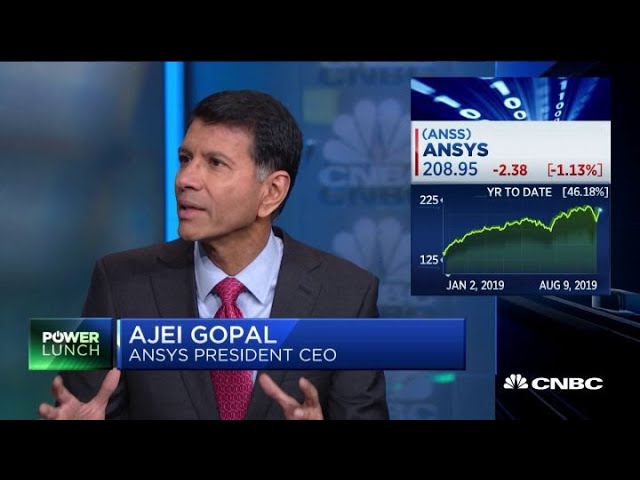 (ANSS)
ANSYS
208.95 -2.38 [-1.13%]
YR TO DATE [46.18%]
225
125
JAN 2, 2019 AUG 9, 2019
POWER
LUNCH
AJEI GOPAL
ANSYS PRESIDENT CEO
CNBC
CNBC